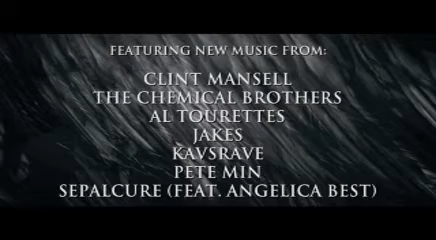 FEATURING NEW MUSIC FROM:
CLINT MANSELL
THE CHEMICAL BROTHERS
AL TOURETTES
JAKES
KAVSRAVE
PETE MIN
SEPALCURE (FEAT. ANGELICA BEST)